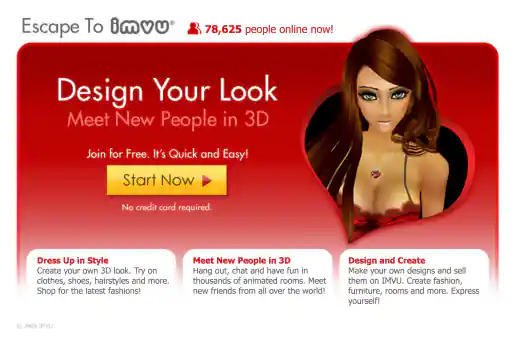 Escape To imvu® 78,625 people online now!
Design Your Look
Meet New People in 3D
Join for Free. It's Quick and Easy!
Start Now
No credit card required.
Dress Up in Style
Create your own 3D look. Try on
clothes, shoes, hairstyles and more.
Shop for the latest fashions!
Meet New People in 3D
Hang out, chat and have fun in
thousands of animated rooms. Meet
new friends from all over the world!
Design and Create
Make your own designs and sell
them on IMVU. Create fashion,
furniture, rooms and more. Express
yourself!